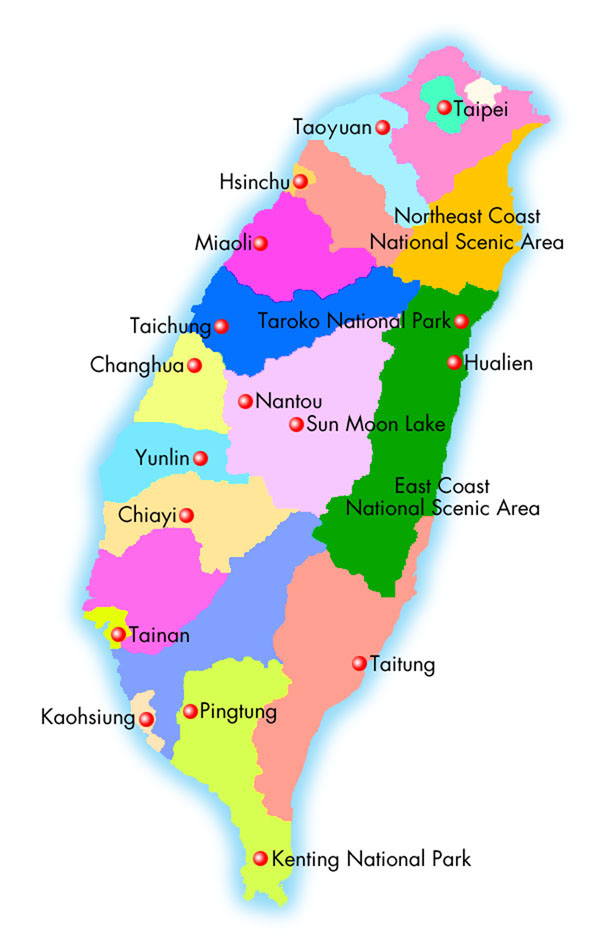 Taipei
Taoyuan
Hsinchu
Northeast Coast
National Scenic Area
Miaoli
Taichung
Taroko National Park
Changhua
Hualien
Nantou
Sun Moon Lake
Yunlin
East Coast
National Scenic Area
Chiayi
Tainan
Taitung
Kaohsiung
Pingtung
Kenting National Park